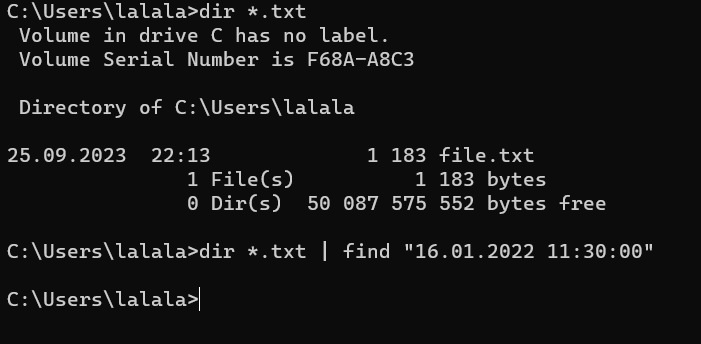 C:\Users\lalala>dir *.txt
 Volume in drive C has no label.
 Volume Serial Number is F68A-A8C3

 Directory of C:\Users\lalala

25.09.2023  22:13             1 183 file.txt
               1 File(s)          1 183 bytes
               0 Dir(s)  50 087 575 552 bytes free

C:\Users\lalala>dir *.txt | find "16.01.2022 11:30:00"

C:\Users\lalala>